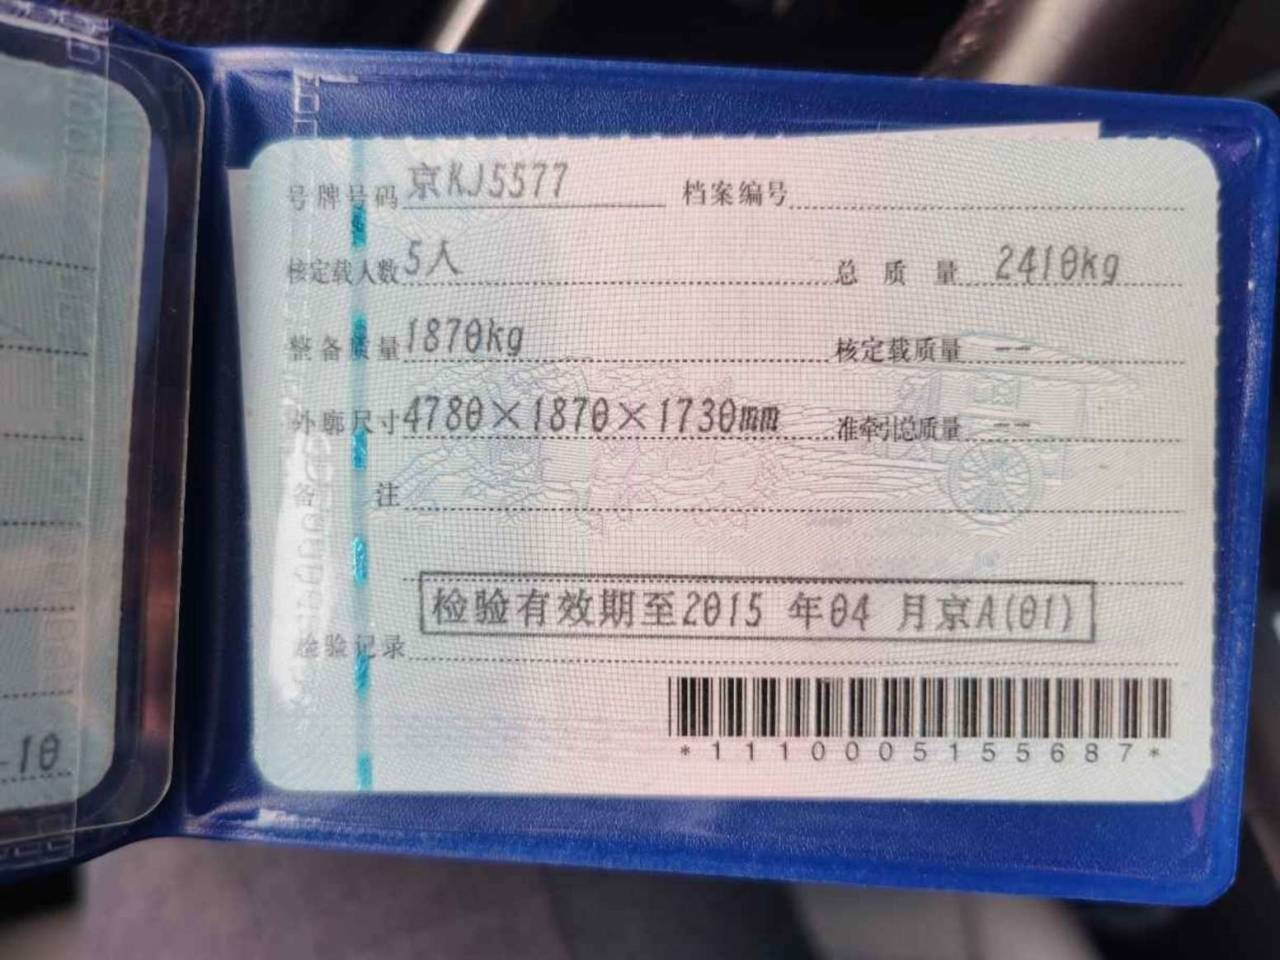 号牌号码 京KJ5577 档案编号
核定载人数 5人 总质量 2410kg
整备质量 1870kg 核定载质量 --
外廓尺寸 4780×1870×1730mm 准牵引总质量 --
备注
检验有效期至2015 年04 月京A(01)
检验记录
*1110005155687*
-10